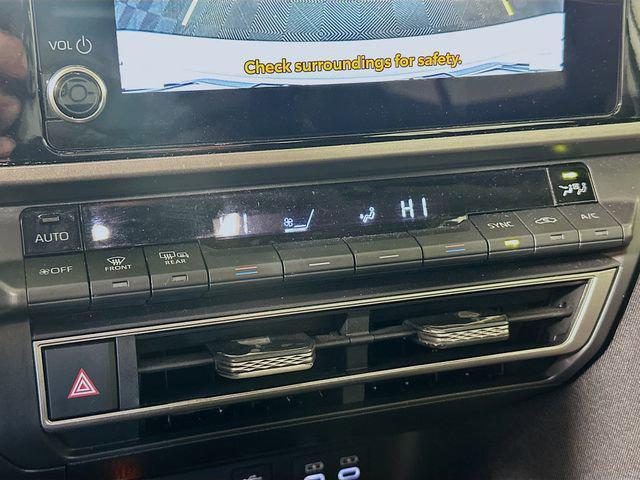 VOL
Check surroundings for safety.
HI
AUTO
OFF
FRONT
REAR
SYNC
A/C